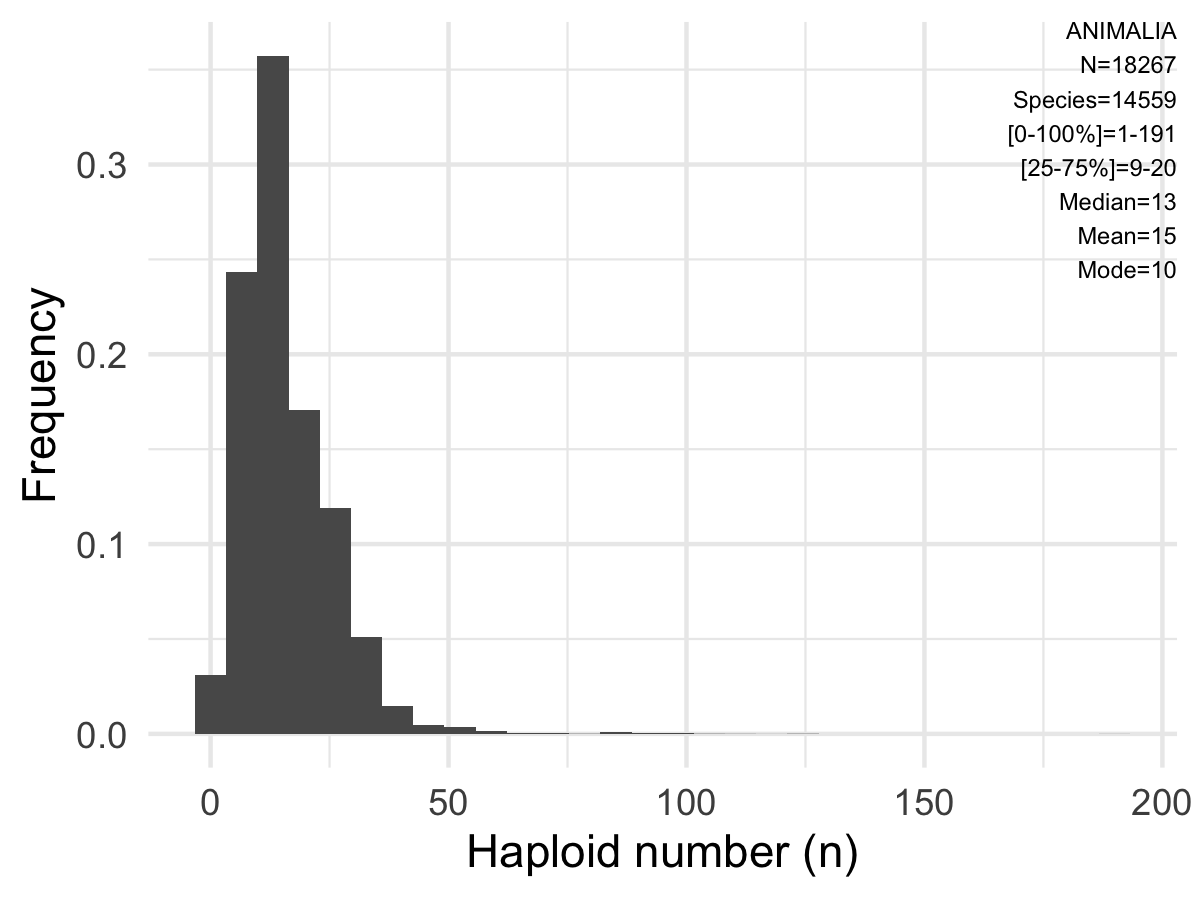 ANIMALIA
N=18267
Species=14559
[0-100%]=1-191
[25-75%]=9-20
Median=13
Mean=15
Mode=10
Frequency
0.3
0.2
0.1
0.0
0 50 100 150 200
Haploid number (n)